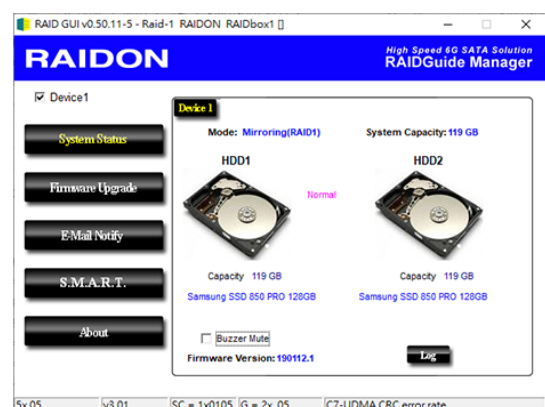 RAID GUI v0.50.11-5 - Raid-1 RAIDON RAIDbox1 []
RAIDON
High Speed 6G SATA Solution
RAIDGuide Manager
Device1
Device 1
System Status
Firmware Upgrade
E-Mail Notify
S.M.A.R.T.
About
Mode: Mirroring(RAID1)
System Capacity: 119 GB
HDD1
HDD2
Normal
Capacity 119 GB
Capacity 119 GB
Samsung SSD 850 PRO 128GB
Samsung SSD 850 PRO 128GB
Buzzer Mute
Firmware Version: 190112.1
Log
5x.05 v3.01 SC = 1x0105 G = 2x .05 C7-UDMA CRC error rate